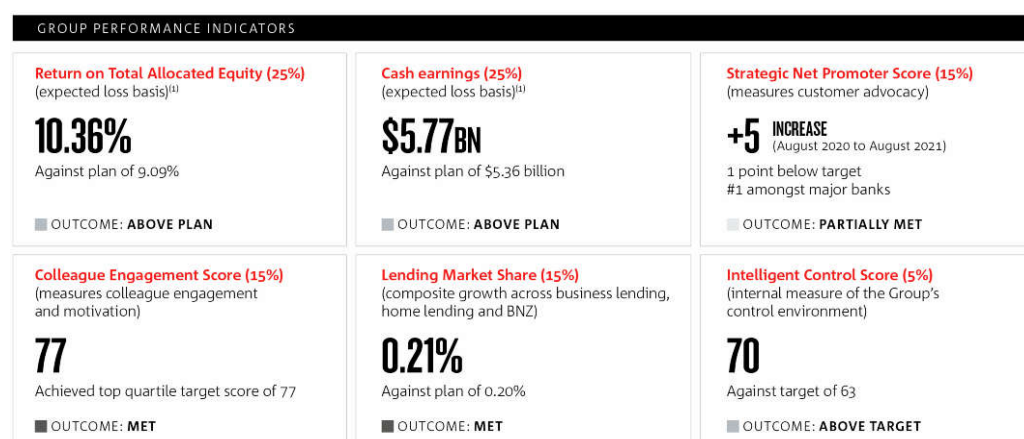 GROUP PERFORMANCE INDICATORS
Return on Total Allocated Equity (25%)
(expected loss basis)(1)
10.36%
Against plan of 9.09%
OUTCOME: ABOVE PLAN
Cash earnings (25%)
(expected loss basis)(1)
$5.77BN
Against plan of $5.36 billion
OUTCOME: ABOVE PLAN
Strategic Net Promoter Score (15%)
(measures customer advocacy)
+5 INCREASE
(August 2020 to August 2021)
1 point below target
#1 amongst major banks
OUTCOME: PARTIALLY MET
Colleague Engagement Score (15%)
(measures colleague engagement
and motivation)
77
Achieved top quartile target score of 77
OUTCOME: MET
Lending Market Share (15%)
(composite growth across business lending,
home lending and BNZ)
0.21%
Against plan of 0.20%
OUTCOME: MET
Intelligent Control Score (5%)
(internal measure of the Group's
control environment)
70
Against target of 63
OUTCOME: ABOVE TARGET